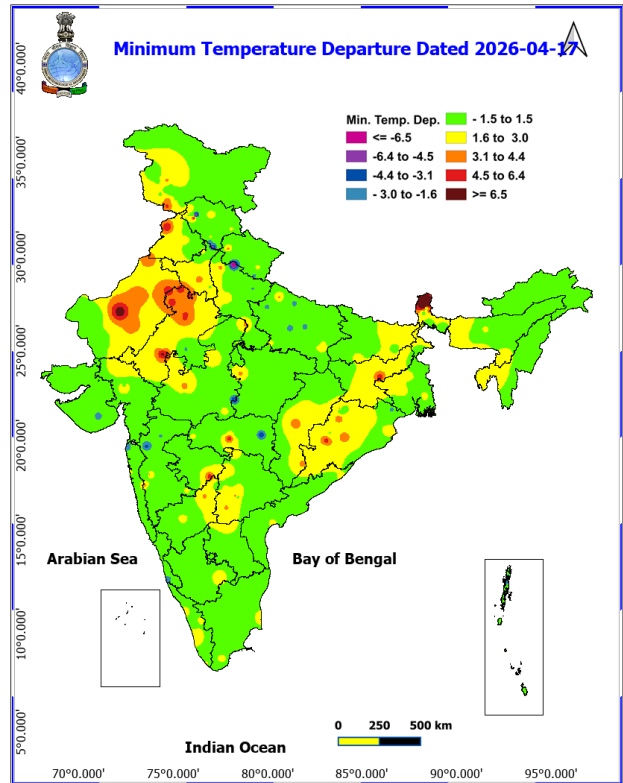 Minimum Temperature Departure Dated 2026-04-17
Min. Temp. Dep.
<= -6.5
-6.4 to -4.5
-4.4 to -3.1
- 3.0 to -1.6
- 1.5 to 1.5
1.6 to 3.0
3.1 to 4.4
4.5 to 6.4
>= 6.5
40°0.000'
35°0.000'
30°0.000'
25°0.000'
20°0.000'
15°0.000'
10°0.000'
5°0.000'
Arabian Sea
Bay of Bengal
Indian Ocean
0 250 500 km
70°0.000' 75°0.000' 80°0.000' 85°0.000' 90°0.000' 95°0.000'